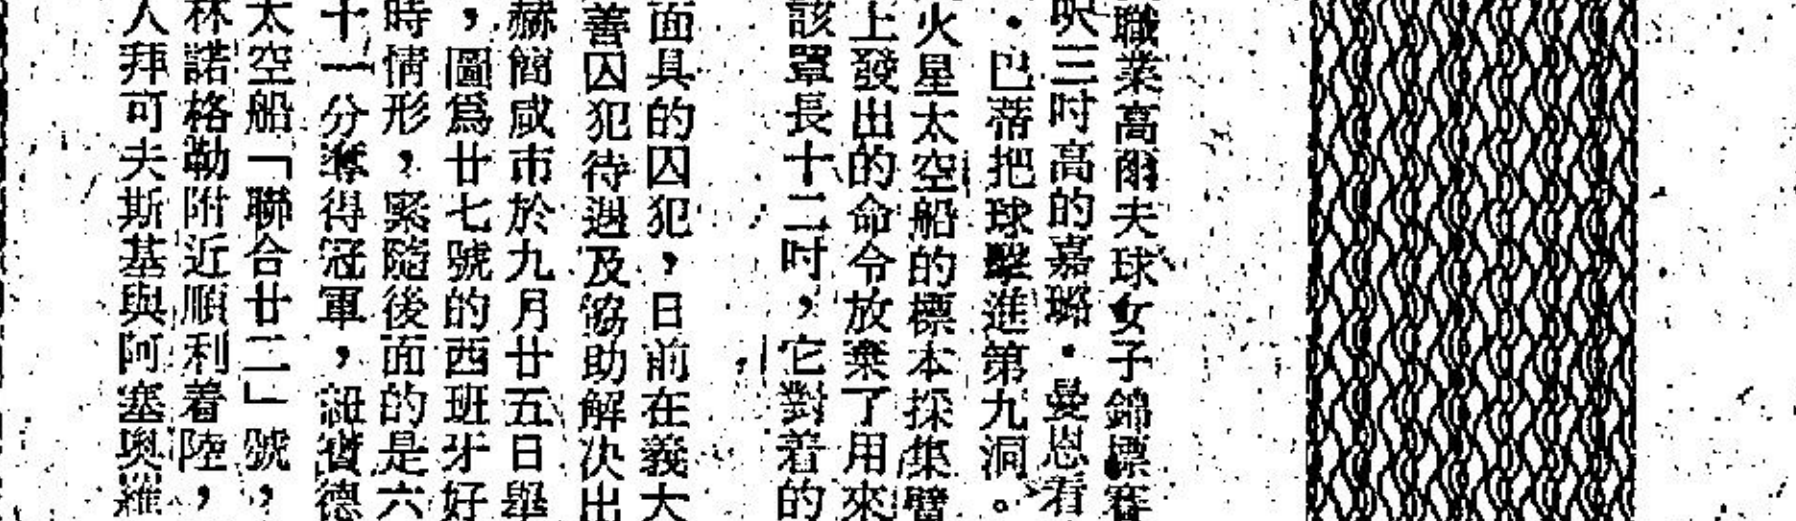 職業高爾夫球女子錦標賽
呎三吋高的嘉璐·曼恩看
·巴蒂把球擊進第九洞。
火星太空船的標本採集臂
上發出的命令放棄了用來
該罩長十二吋，它對着的
面具的囚犯，日前在義大
善囚犯待遇及協助解決出
赫簡咸市於九月廿五日舉
，圖為廿七號的西班牙好
時情形，緊隨後面的是六
十一分奪得冠軍，
德
太空船「聯合廿二」號，
林諾格勒附近順利着陸，
人拜可夫斯基與阿塞奧羅